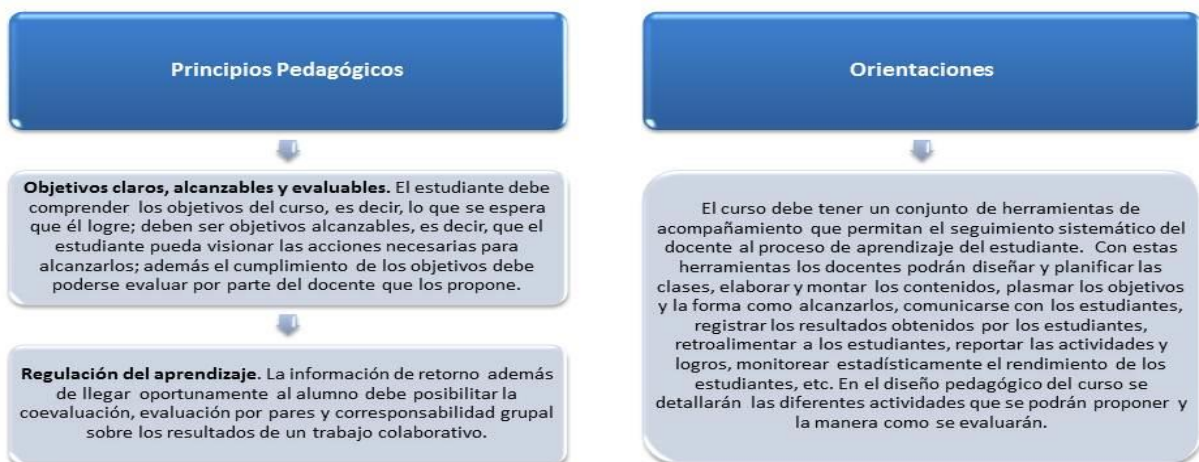 Principios Pedagógicos
Objetivos claros, alcanzables y evaluables. El estudiante debe
comprender los objetivos del curso, es decir, lo que se espera
que él logre; deben ser objetivos alcanzables, es decir, que el
estudiante pueda visionar las acciones necesarias para
alcanzarlos; además el cumplimiento de los objetivos debe
poderse evaluar por parte del docente que los propone.
Regulación del aprendizaje. La información de retorno además
de llegar oportunamente al alumno debe posibilitar la
coevaluación, evaluación por pares y corresponsabilidad grupal
sobre los resultados de un trabajo colaborativo.
Orientaciones
El curso debe tener un conjunto de herramientas de
acompañamiento que permitan el seguimiento sistemático del
docente al proceso de aprendizaje del estudiante. Con estas
herramientas los docentes podrán diseñar y planificar las
clases, elaborar y montar los contenidos, plasmar los objetivos
y la forma como alcanzarlos, comunicarse con los estudiantes,
registrar los resultados obtenidos por los estudiantes,
retroalimentar a los estudiantes, reportar las actividades y
logros, monitorear estadísticamente el rendimiento de los
estudiantes, etc. En el diseño pedagógico del curso se
detallarán las diferentes actividades que se podrán proponer y
la manera como se evaluarán.